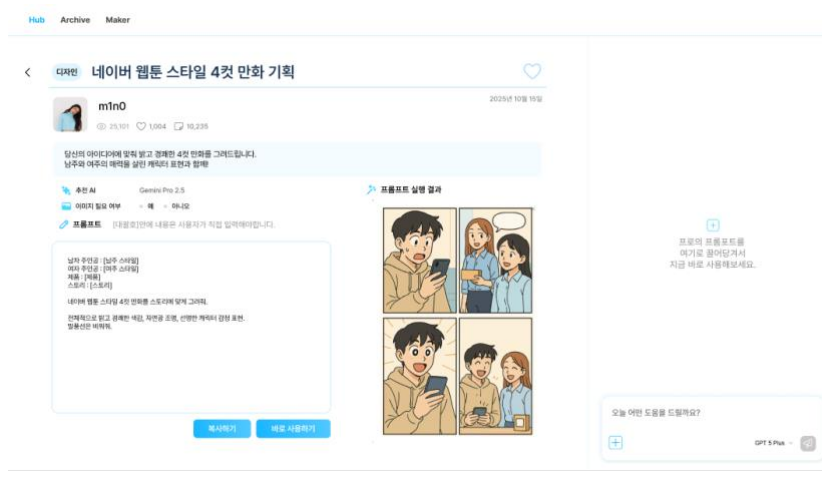 Hub Archive Maker
디자인 네이버 웹툰 스타일 4컷 만화 기획
m1n0
2025년 10월 15일
25,101 1,004 10,235
당신의 아이디어에 맞춰 밝고 경쾌한 4컷 만화를 그려드립니다.
남주와 여주의 매력을 살린 캐릭터 표현과 함께!
추천 AI Gemini Pro 2.5
이미지 필요 여부 예 아니오
프롬프트 [대괄호]안에 내용은 사용자가 직접 입력해야합니다.
남자 주인공 : [남주 스타일]
여자 주인공 : [여주 스타일]
제품 : [제품]
스토리 : [스토리]
네이버 웹툰 스타일 4컷 만화를 스토리에 맞게 그려줘.
전체적으로 밝고 경쾌한 색감, 자연광 조명, 선명한 캐릭터 감정 표현.
말풍선은 비워줘.
복사하기 바로 사용하기
프롬프트 실행 결과
프로의 프롬프트를
여기로 끌어당겨서
지금 바로 사용해보세요.
오늘 어떤 도움을 드릴까요?
GPT 5 Plus